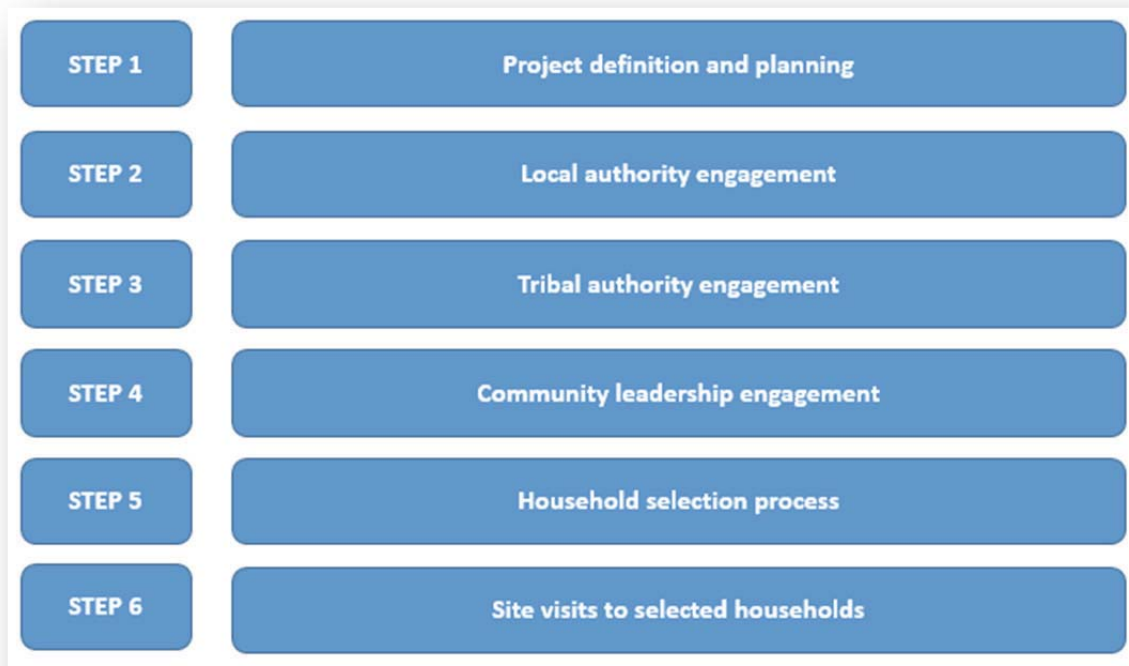 STEP 1
Project definition and planning
STEP 2
Local authority engagement
STEP 3
Tribal authority engagement
STEP 4
Community leadership engagement
STEP 5
Household selection process
STEP 6
Site visits to selected households